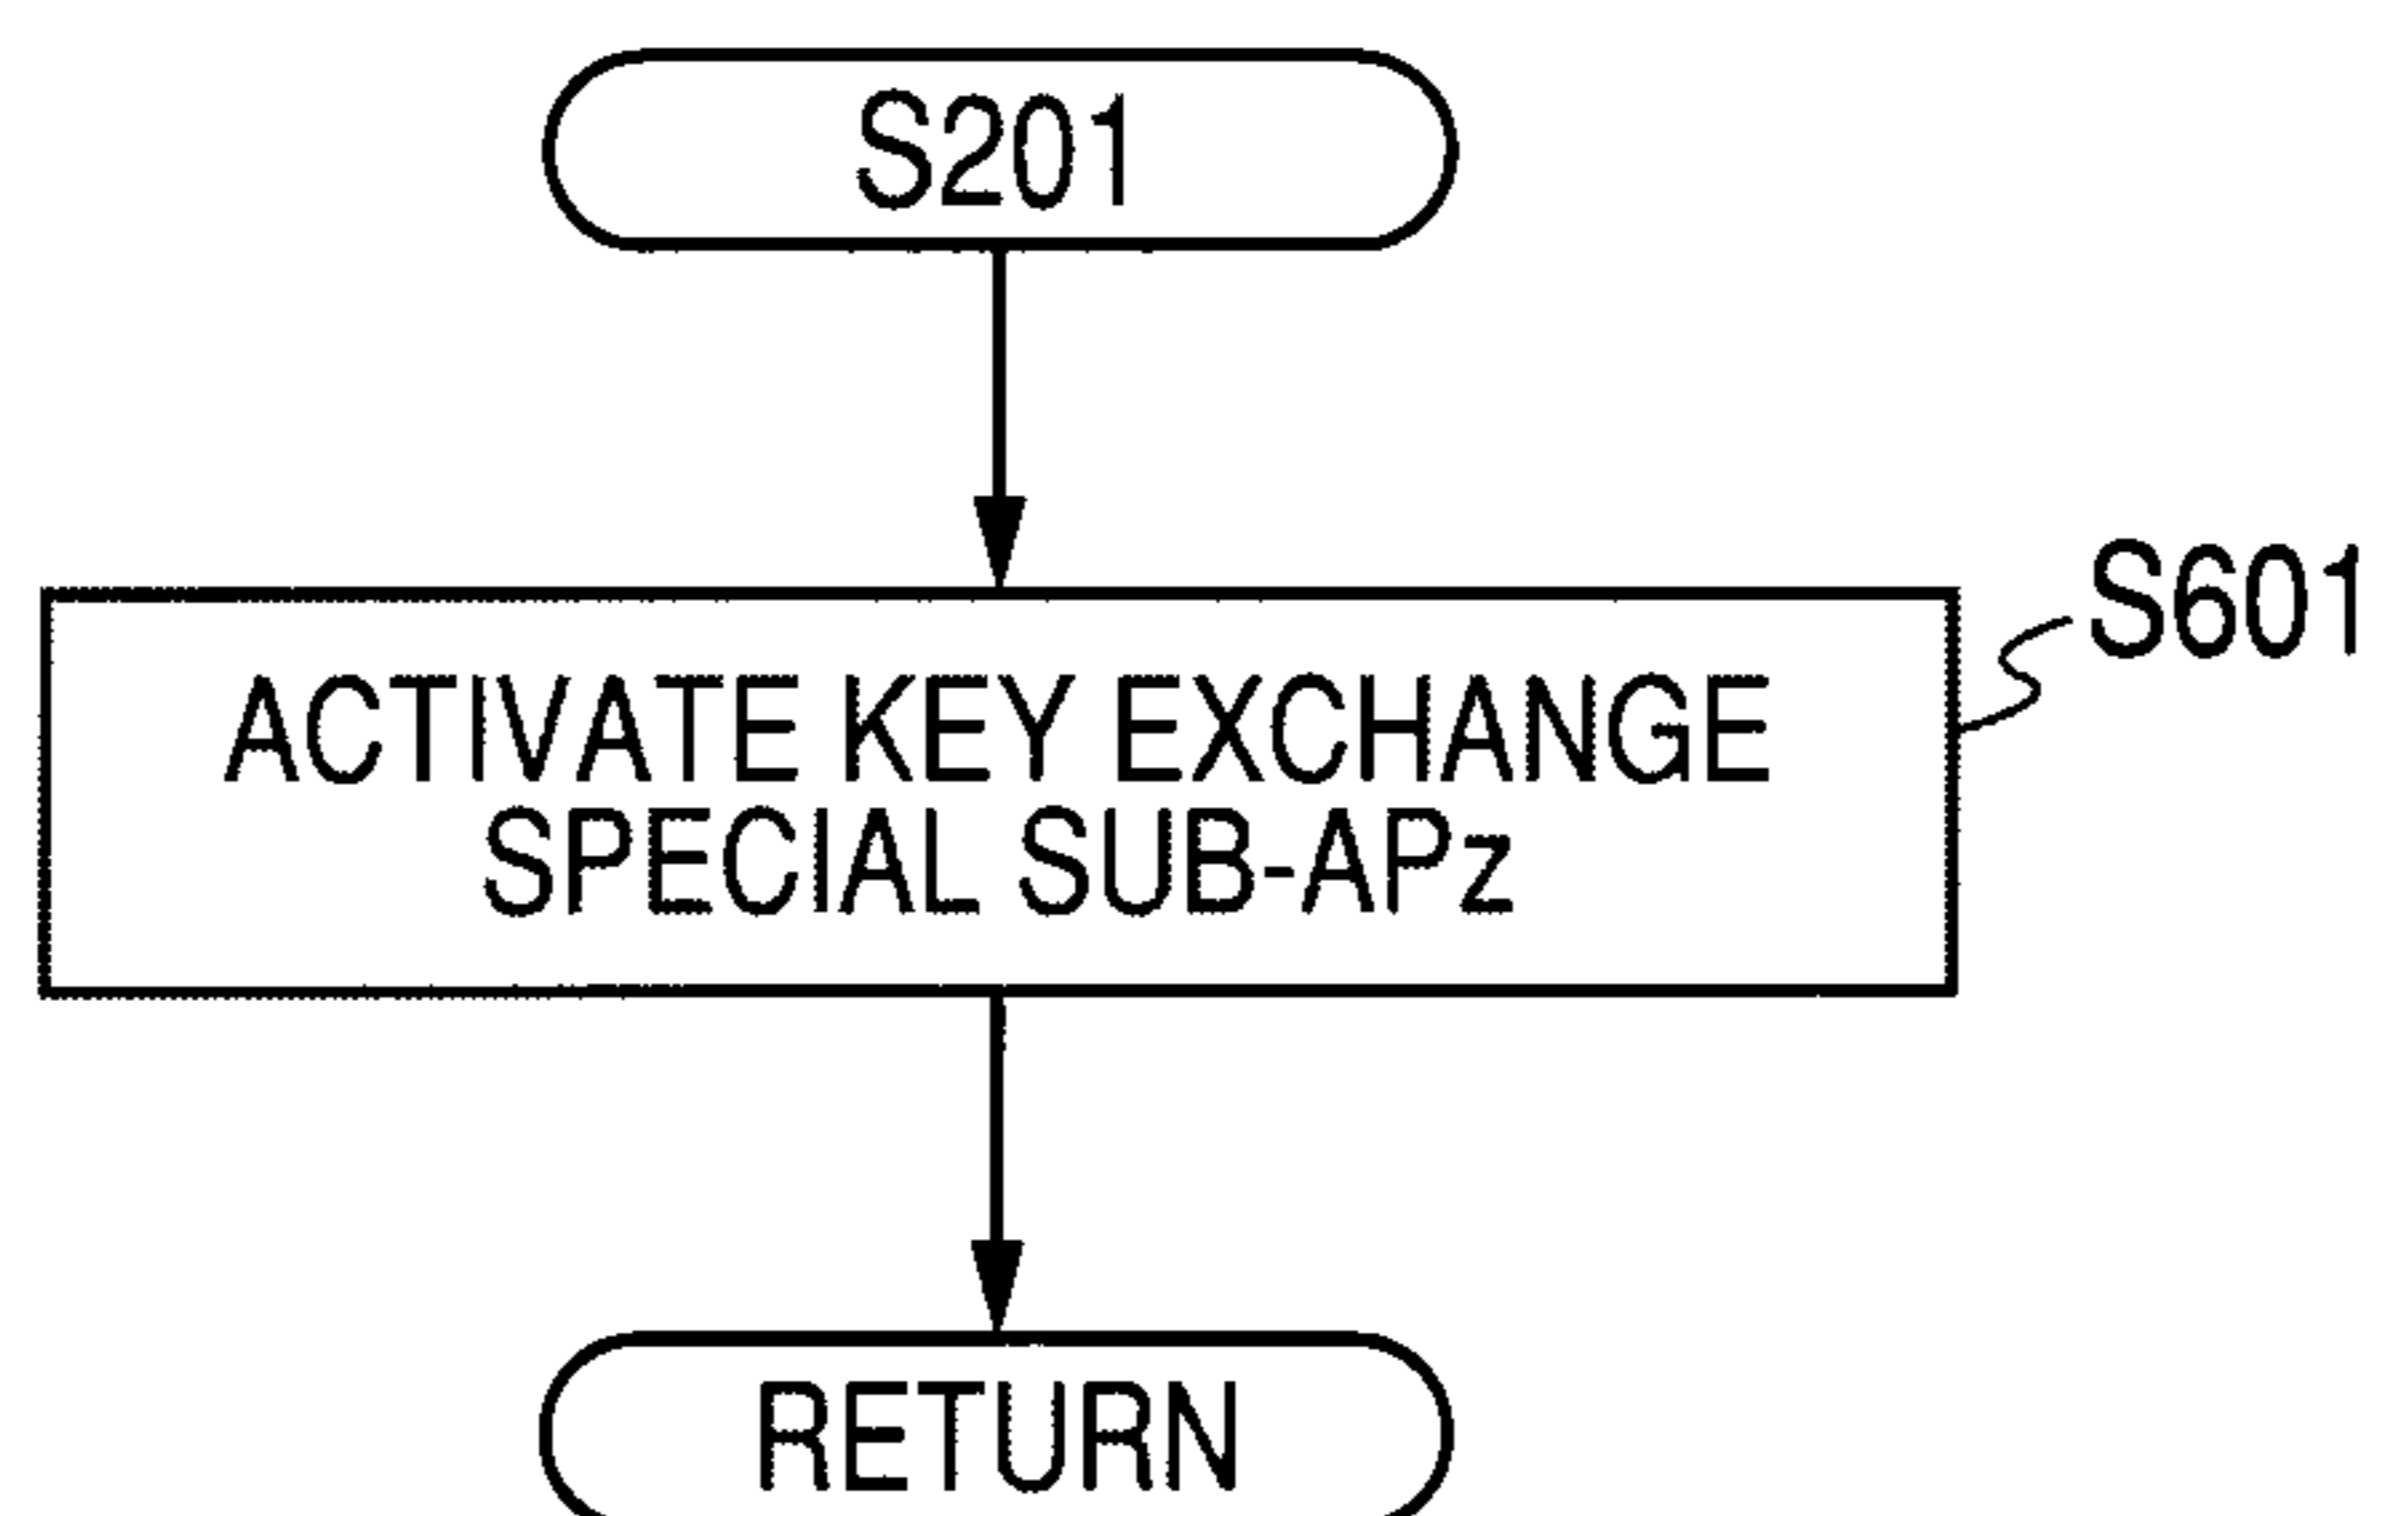 S201
S601
ACTIVATE KEY EXCHANGE
SPECIAL SUB-APz
RETURN